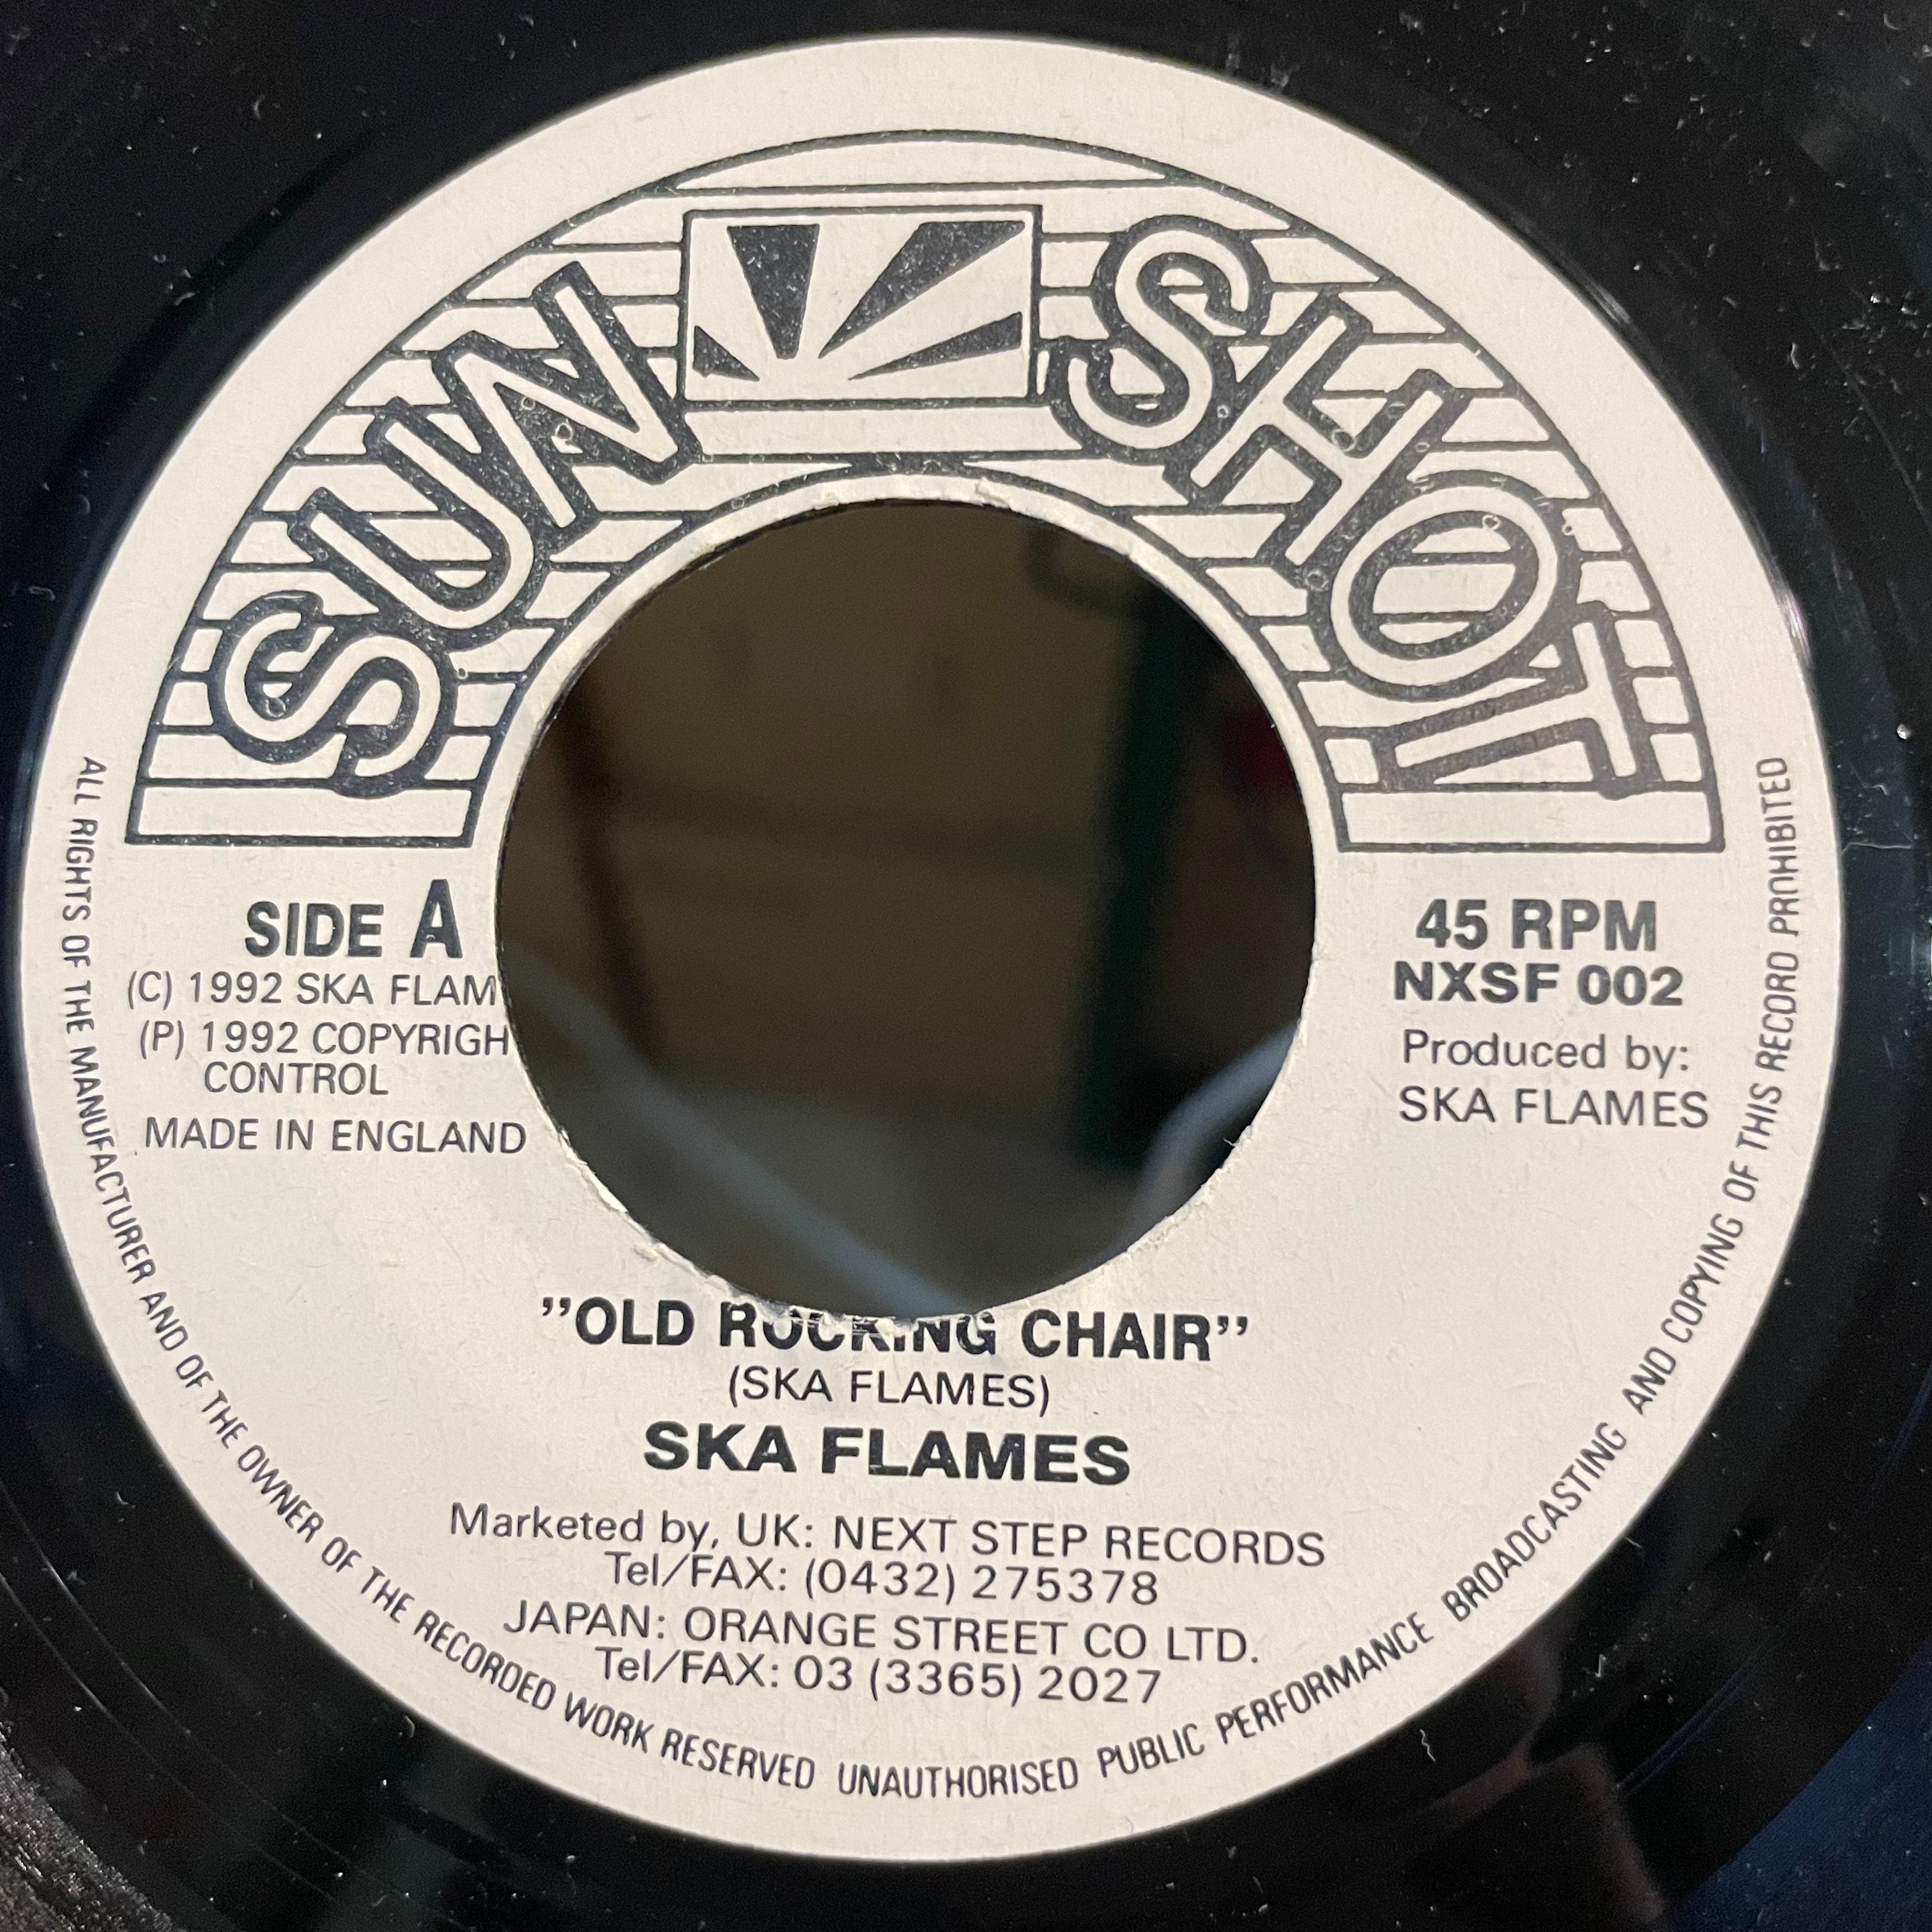 SUN SHOT
SIDE A
(C) 1992 SKA FLAM
(P) 1992 COPYRIGH
CONTROL
MADE IN ENGLAND
45 RPM
NXSF 002
Produced by:
SKA FLAMES
"OLD ROCKING CHAIR"
(SKA FLAMES)
SKA FLAMES
Marketed by, UK: NEXT STEP RECORDS
Tel/FAX: (0432) 275378
JAPAN: ORANGE STREET CO LTD.
Tel/FAX: 03 (3365) 2027
ALL RIGHTS OF THE MANUFACTURER AND OF THE OWNER OF THE RECORDED WORK RESERVED UNAUTHORISED PUBLIC PERFORMANCE BROADCASTING AND COPYING OF THIS RECORD PROHIBITED